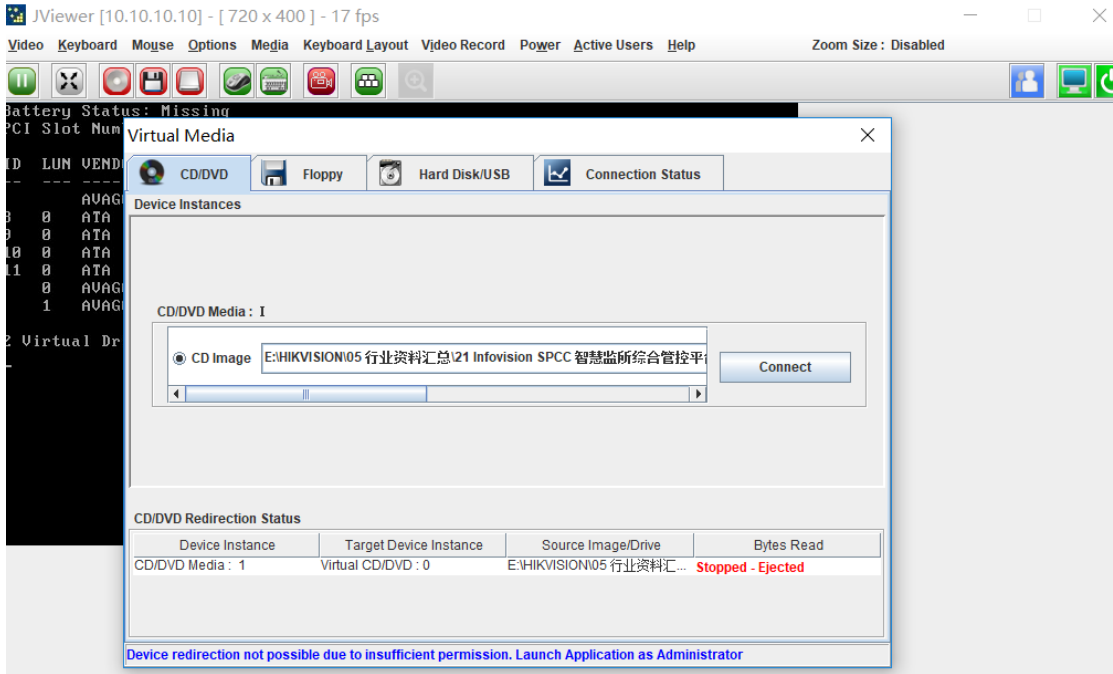 JViewer [10.10.10.10] - [ 720 x 400 ] - 17 fps
Video Keyboard Mouse Options Media Keyboard Layout Video Record Power Active Users Help Zoom Size : Disabled
Battery Status: Missing
PCI Slot Num
Virtual Media
ID LUN VEND
CD/DVD Floppy Hard Disk/USB Connection Status
AVAG
Device Instances
0 ATA
0 ATA
10 0 ATA
11 0 ATA
0 AVAG
1 AVAG
CD/DVD Media : I
2 Virtual Dr
CD Image E:\HIKVISION\05 行业资料汇总\21 Infovision SPCC 智慧监所综合管控平
Connect
CD/DVD Redirection Status
Device Instance Target Device Instance Source Image/Drive Bytes Read
CD/DVD Media : 1 Virtual CD/DVD : 0 E:\HIKVISION\05 行业资料汇... Stopped - Ejected
Device redirection not possible due to insufficient permission. Launch Application as Administrator